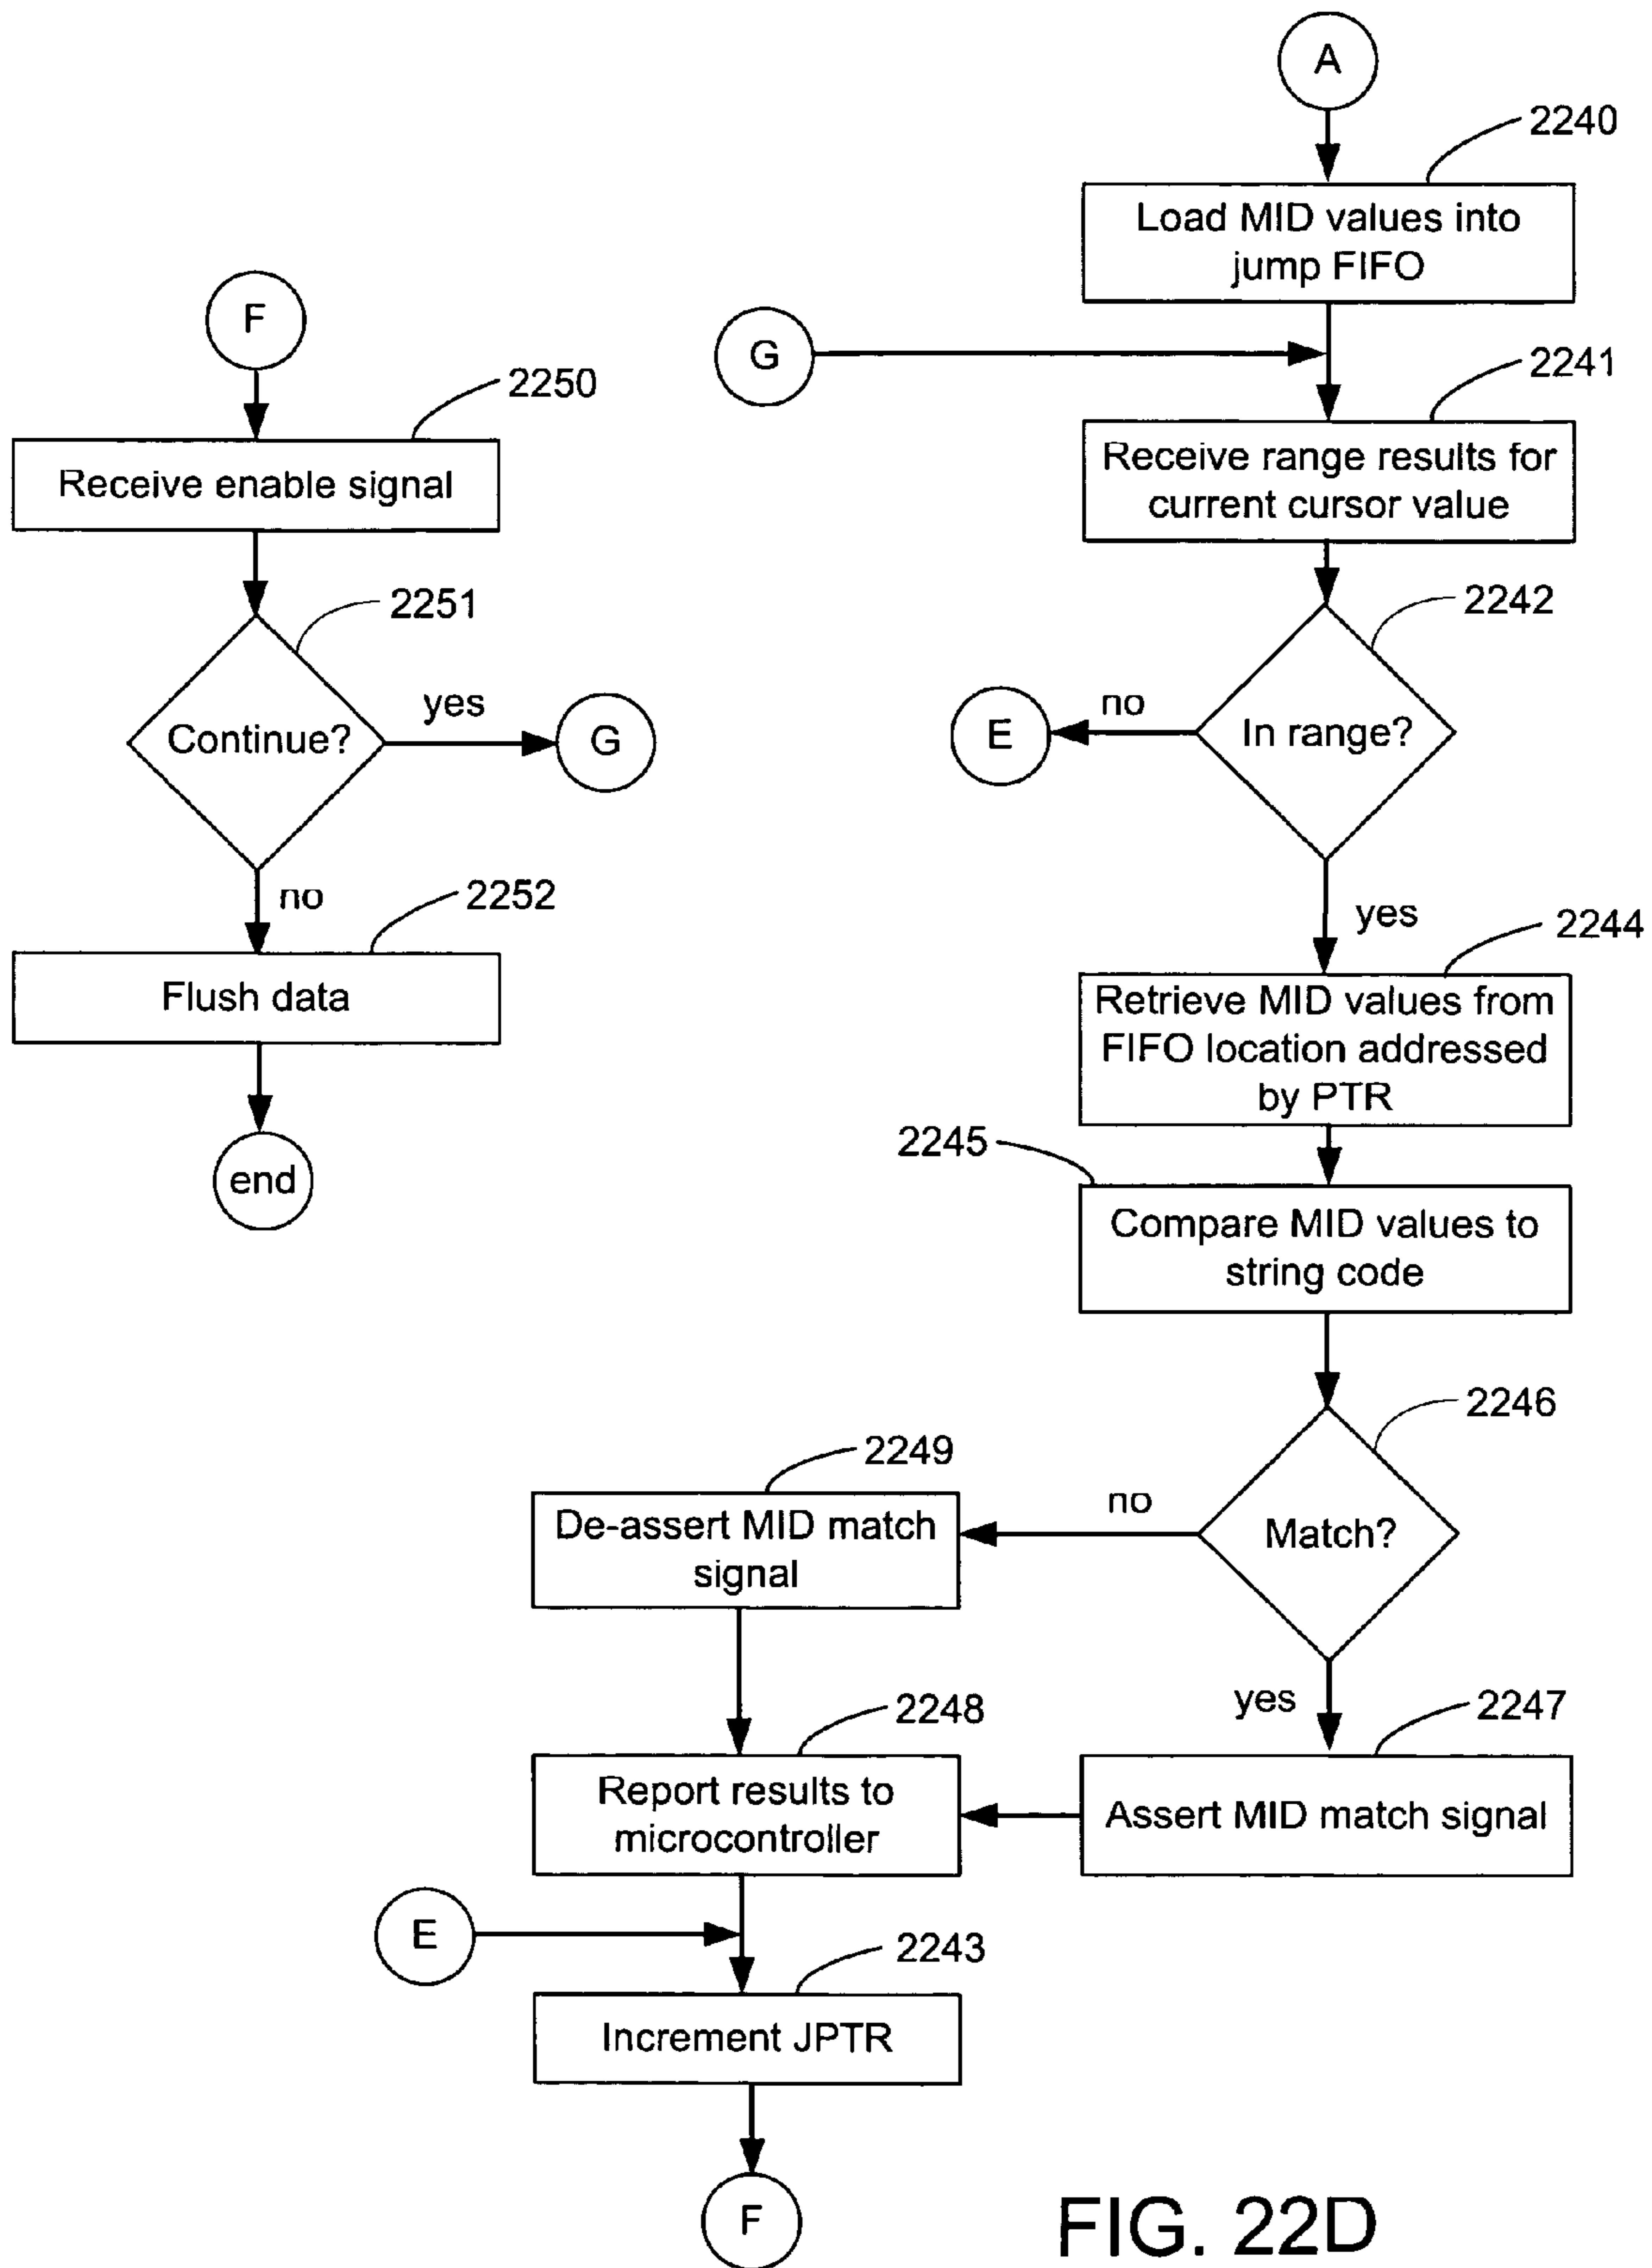 A
2240
Load MID values into
jump FIFO
G
2241
Receive range results for
current cursor value
2242
In range?
no
E
yes
2244
Retrieve MID values from
FIFO location addressed
by PTR
2245
Compare MID values to
string code
2246
Match?
no
2249
De-assert MID match
signal
yes
2247
Assert MID match signal
2248
Report results to
microcontroller
E
2243
Increment JPTR
F
F
2250
Receive enable signal
2251
Continue?
yes
G
no
2252
Flush data
end
FIG. 22D